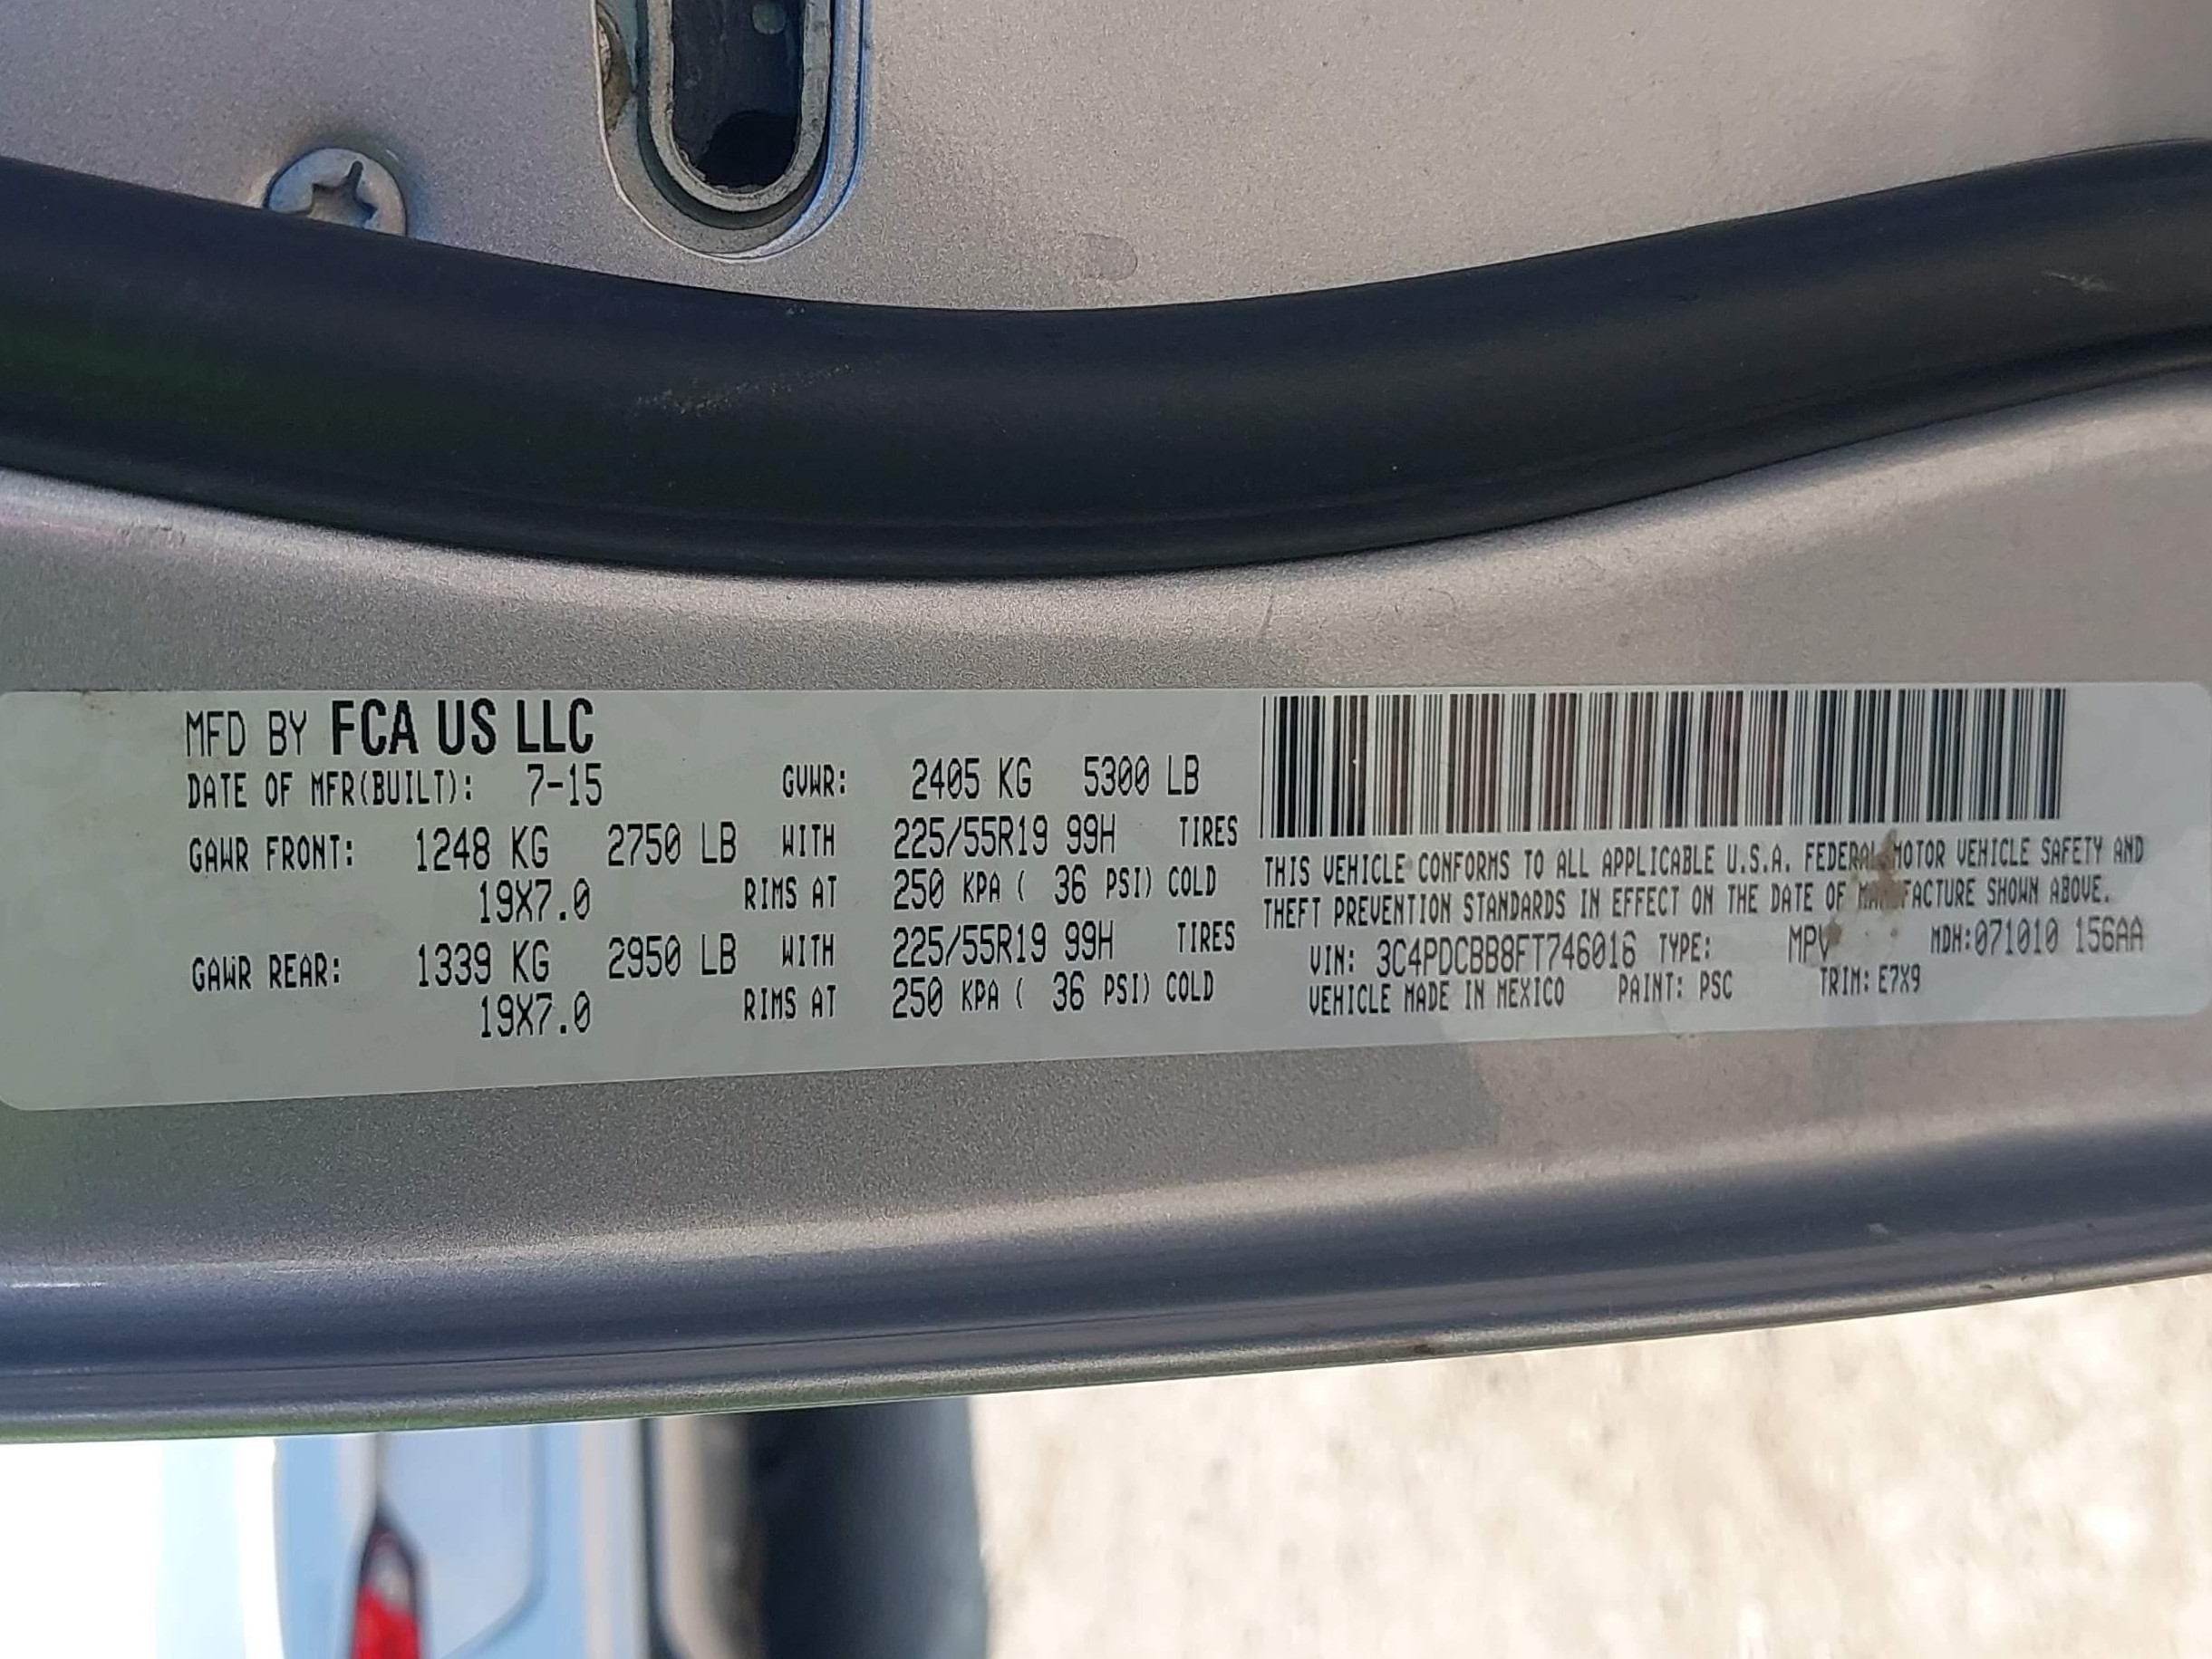 MFD BY FCA US LLC
DATE OF MFR(BUILT): 7-15 GVWR: 2405 KG 5300 LB
GAWR FRONT: 1248 KG 2750 LB WITH 225/55R19 99H TIRES
19X7.0 RIMS AT 250 KPA ( 36 PSI) COLD
GAWR REAR: 1339 KG 2950 LB WITH 225/55R19 99H TIRES
19X7.0 RIMS AT 250 KPA ( 36 PSI) COLD
THIS VEHICLE CONFORMS TO ALL APPLICABLE U.S.A. FEDERAL MOTOR VEHICLE SAFETY AND
THEFT PREVENTION STANDARDS IN EFFECT ON THE DATE OF MANUFACTURE SHOWN ABOVE.
VIN: 3C4PDCBB8FT746016 TYPE: MPV MDH:071010 156AA
VEHICLE MADE IN MEXICO PAINT: PSC TRIM: E7X9